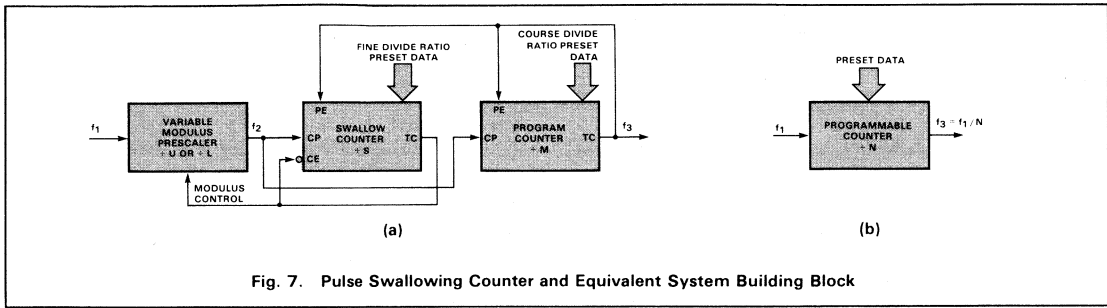 FINE DIVIDE RATIO
PRESET DATA
COURSE DIVIDE
RATIO PRESET
DATA
f1
VARIABLE
MODULUS
PRESCALER
÷ U OR ÷ L
f2
MODULUS
CONTROL
PE
CP
SWALLOW
COUNTER
÷ S
TC
CE
PE
CP
PROGRAM
COUNTER
÷ M
TC
f3
(a)
PRESET DATA
f1
PROGRAMMABLE
COUNTER
÷ N
f3 = f1/N
(b)
Fig. 7. Pulse Swallowing Counter and Equivalent System Building Block